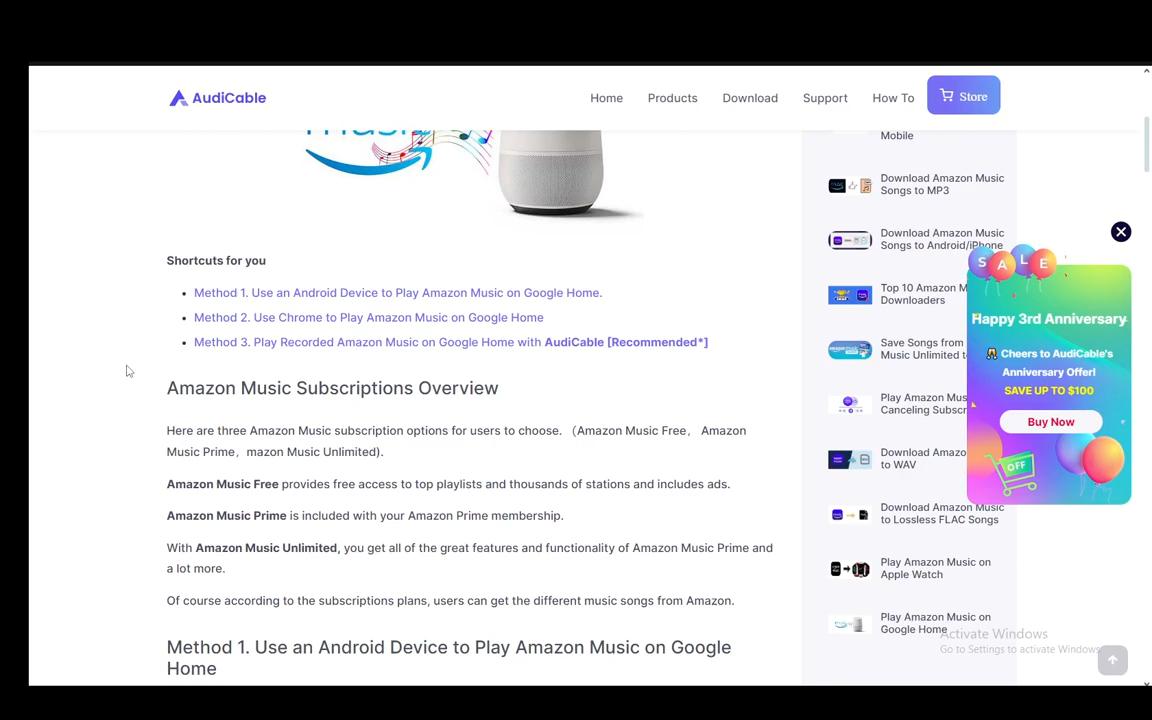 AudiCable
Home Products Download Support How To Store
music
Shortcuts for you
Method 1. Use an Android Device to Play Amazon Music on Google Home.
Method 2. Use Chrome to Play Amazon Music on Google Home
Method 3. Play Recorded Amazon Music on Google Home with AudiCable [Recommended*]
Amazon Music Subscriptions Overview
Here are three Amazon Music subscription options for users to choose. （Amazon Music Free， Amazon
Music Prime，mazon Music Unlimited).
Amazon Music Free provides free access to top playlists and thousands of stations and includes ads.
Amazon Music Prime is included with your Amazon Prime membership.
With Amazon Music Unlimited, you get all of the great features and functionality of Amazon Music Prime and
a lot more.
Of course according to the subscriptions plans, users can get the different music songs from Amazon.
Method 1. Use an Android Device to Play Amazon Music on Google
Home
Mobile
Download Amazon Music
Songs to MP3
Download Amazon Music
Songs to Android/iPhone
Top 10 Amazon M
Downloaders
Save Songs from
Music Unlimited to
Play Amazon Mus
Canceling Subscr
Download Amazo
to WAV
Download Amazon Music
to Lossless FLAC Songs
Play Amazon Music on
Apple Watch
Play Amazon Music on
Google Home
SALE
Happy 3rd Anniversary
Cheers to AudiCable's
Anniversary Offer!
SAVE UP TO $100
Buy Now
OFF
Activate Windows
Go to Settings to activate Windows.